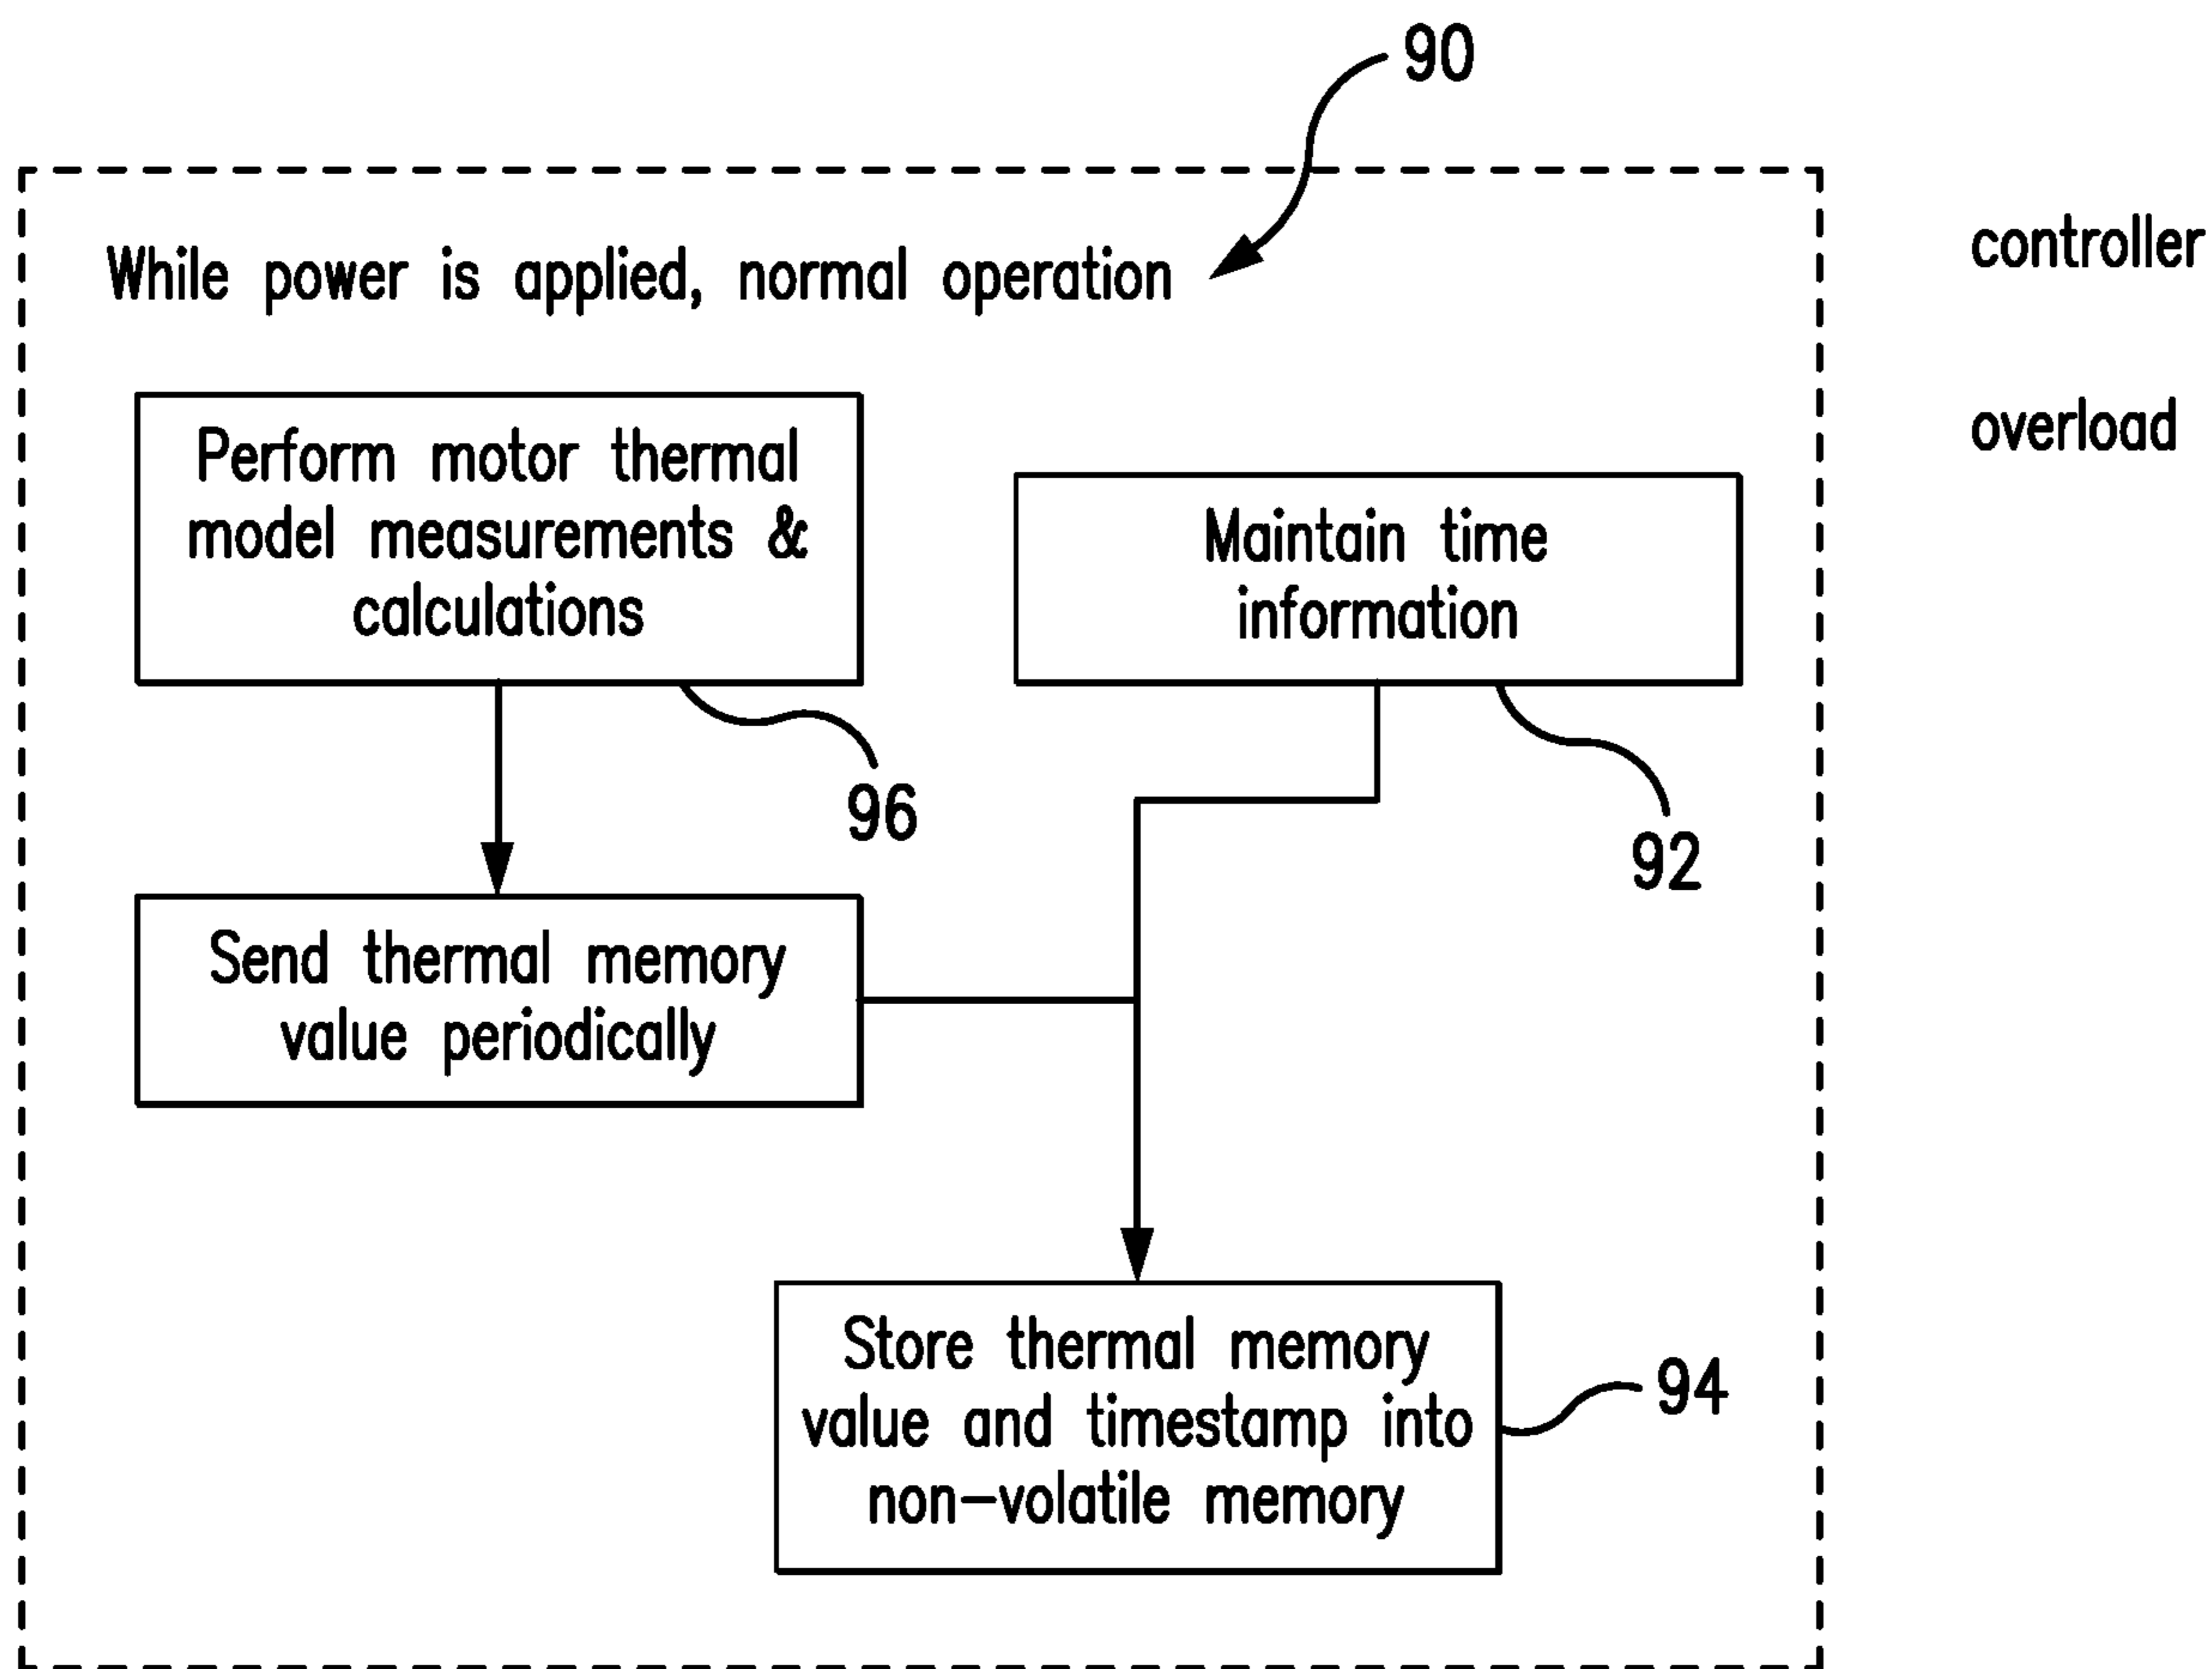 90
While power is applied, normal operation
controller
overload
Perform motor thermal
model measurements &
calculations
Maintain time
information
96
92
Send thermal memory
value periodically
Store thermal memory
value and timestamp into
non-volatile memory
94